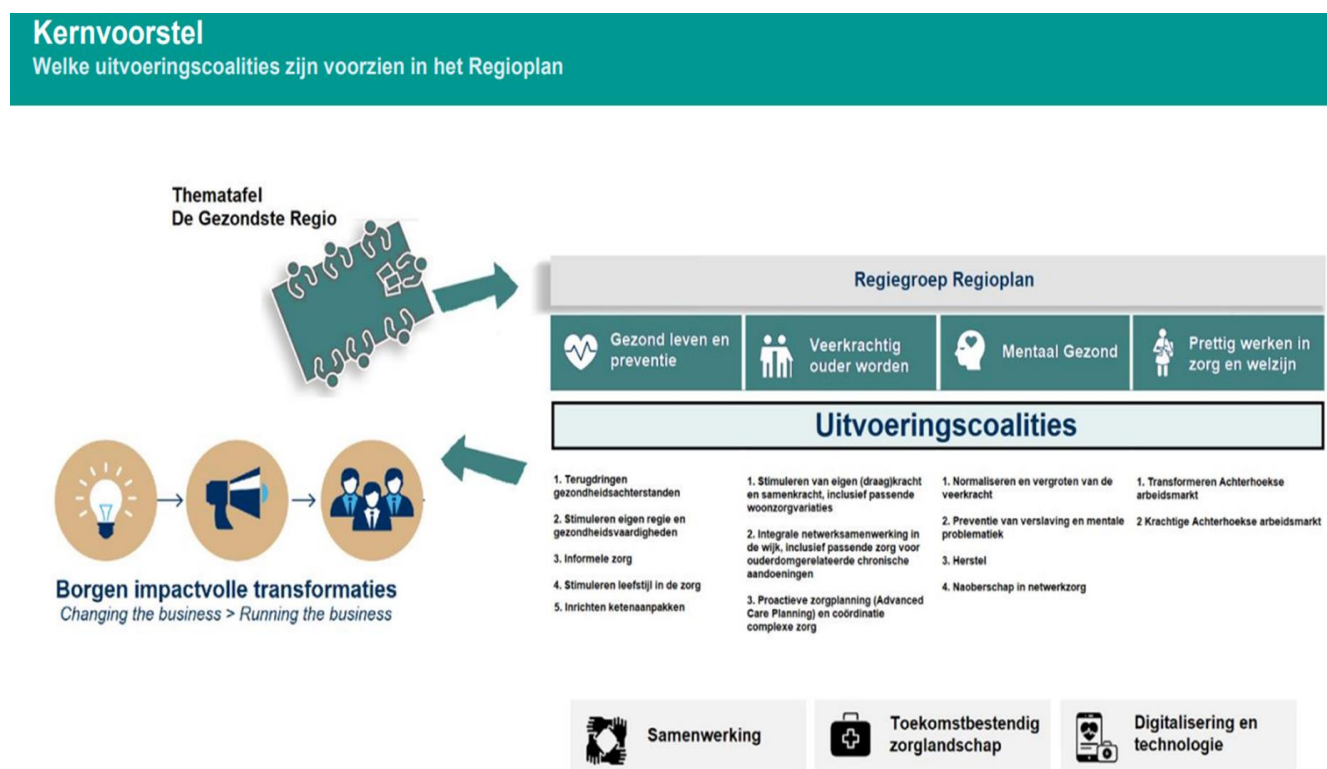 Kernvoorstel
Welke uitvoeringscoalities zijn voorzien in het Regioplan
Thematafel
De Gezondste Regio
Regiegroep Regioplan
Gezond leven en
preventie
Veerkrachtig
ouder worden
Mentaal Gezond
Prettig werken in
zorg en welzijn
Uitvoeringscoalities
1. Terugdringen
gezondheidsachterstanden
2. Stimuleren eigen regie en
gezondheidsvaardigheden
3. Informele zorg
4. Stimuleren leefstijl in de zorg
5. Inrichten ketenaanpakken
1. Stimuleren van eigen (draag)kracht
en samenkracht, inclusief passende
woonzorgvariaties
2. Integrale netwerksamenwerking in
de wijk, inclusief passende zorg voor
ouderdomgerelateerde chronische
aandoeningen
3. Proactieve zorgplanning (Advanced
Care Planning) en coördinatie
complexe zorg
1. Normaliseren en vergroten van de
veerkracht
2. Preventie van verslaving en mentale
problematiek
3. Herstel
4. Naoberschap in netwerkzorg
1. Transformeren Achterhoekse
arbeidsmarkt
2 Krachtige Achterhoekse arbeidsmarkt
Borgen impactvolle transformaties
Changing the business > Running the business
Samenwerking
Toekomstbestendig
zorglandschap
Digitalisering en
technologie